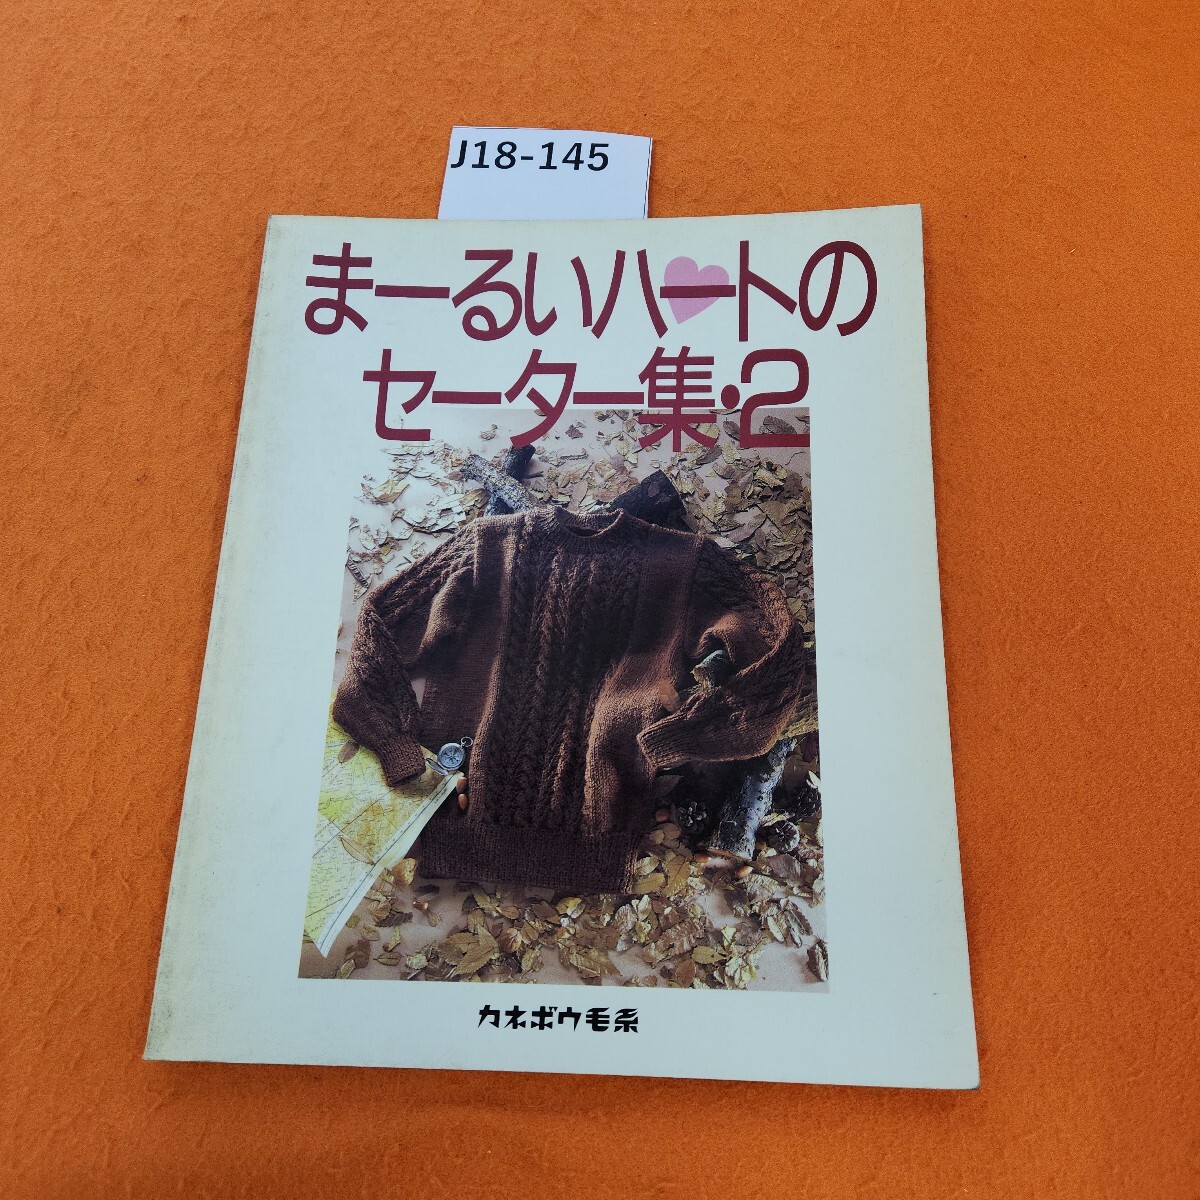 J18-145
まーるいハートの
セーター集・2
カネボウ毛糸